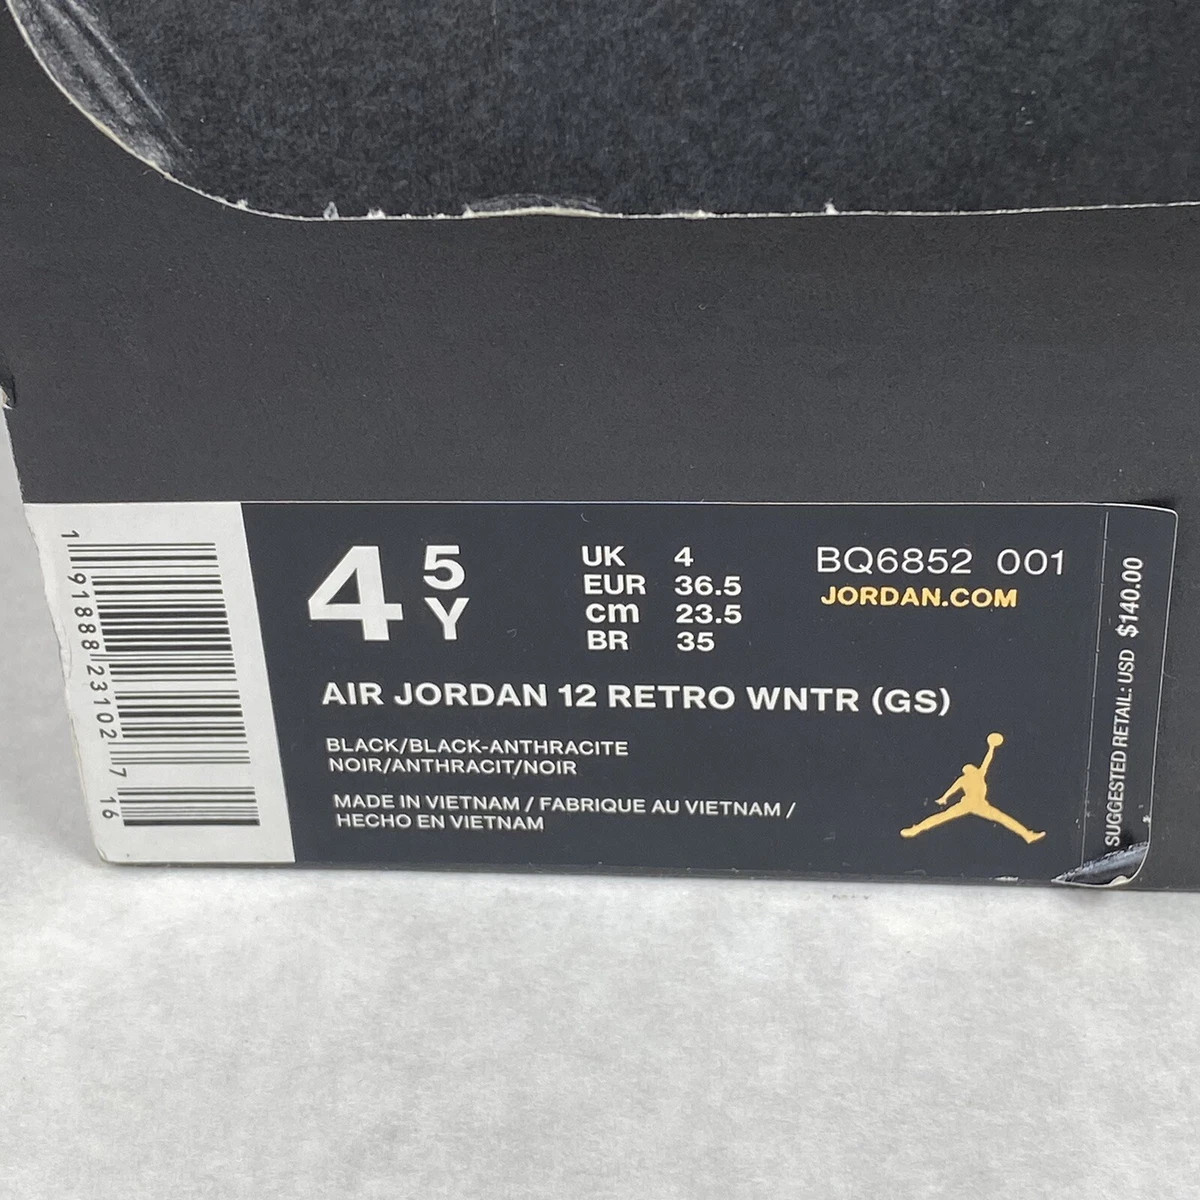 1 91888 23102 7 16
4 5 Y
UK 4
EUR 36.5
cm 23.5
BR 35
BQ6852 001
JORDAN.COM
AIR JORDAN 12 RETRO WNTR (GS)
BLACK/BLACK-ANTHRACITE
NOIR/ANTHRACIT/NOIR
MADE IN VIETNAM / FABRIQUE AU VIETNAM /
HECHO EN VIETNAM
SUGGESTED RETAIL: USD $140.00